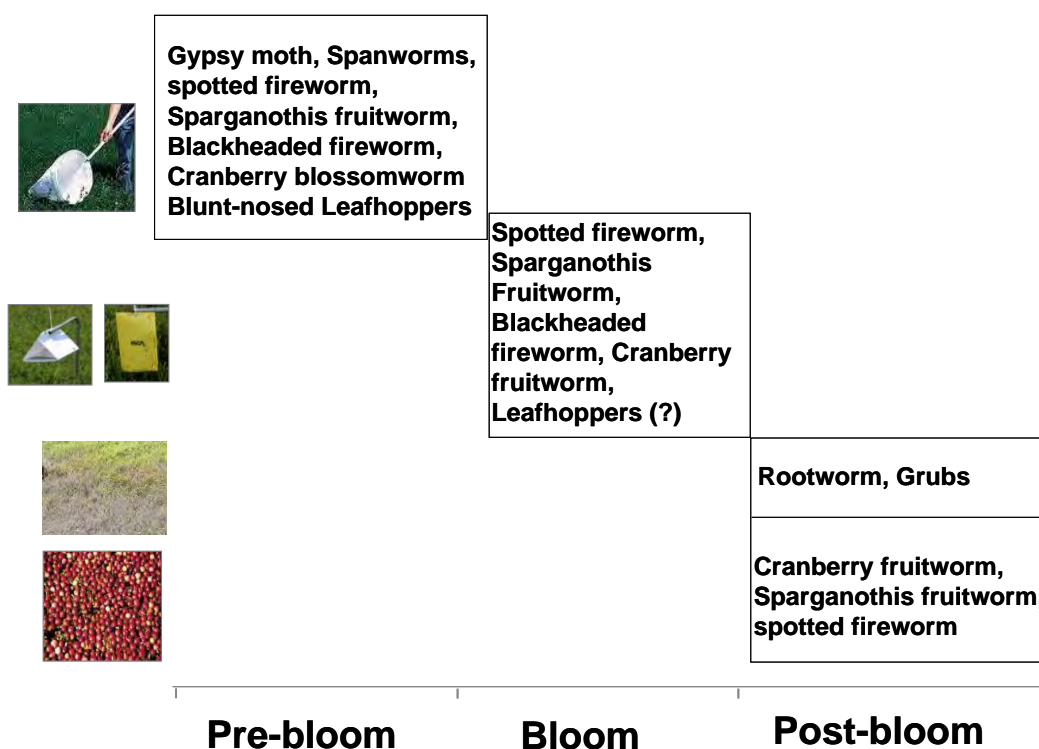 Gypsy moth, Spanworms,
spotted fireworm,
Sparganothis fruitworm,
Blackheaded fireworm,
Cranberry blossomworm
Blunt-nosed Leafhoppers
Spotted fireworm,
Sparganothis
Fruitworm,
Blackheaded
fireworm, Cranberry
fruitworm,
Leafhoppers (?)
Rootworm, Grubs
Cranberry fruitworm,
Sparganothis fruitworm,
spotted fireworm
Pre-bloom
Bloom
Post-bloom